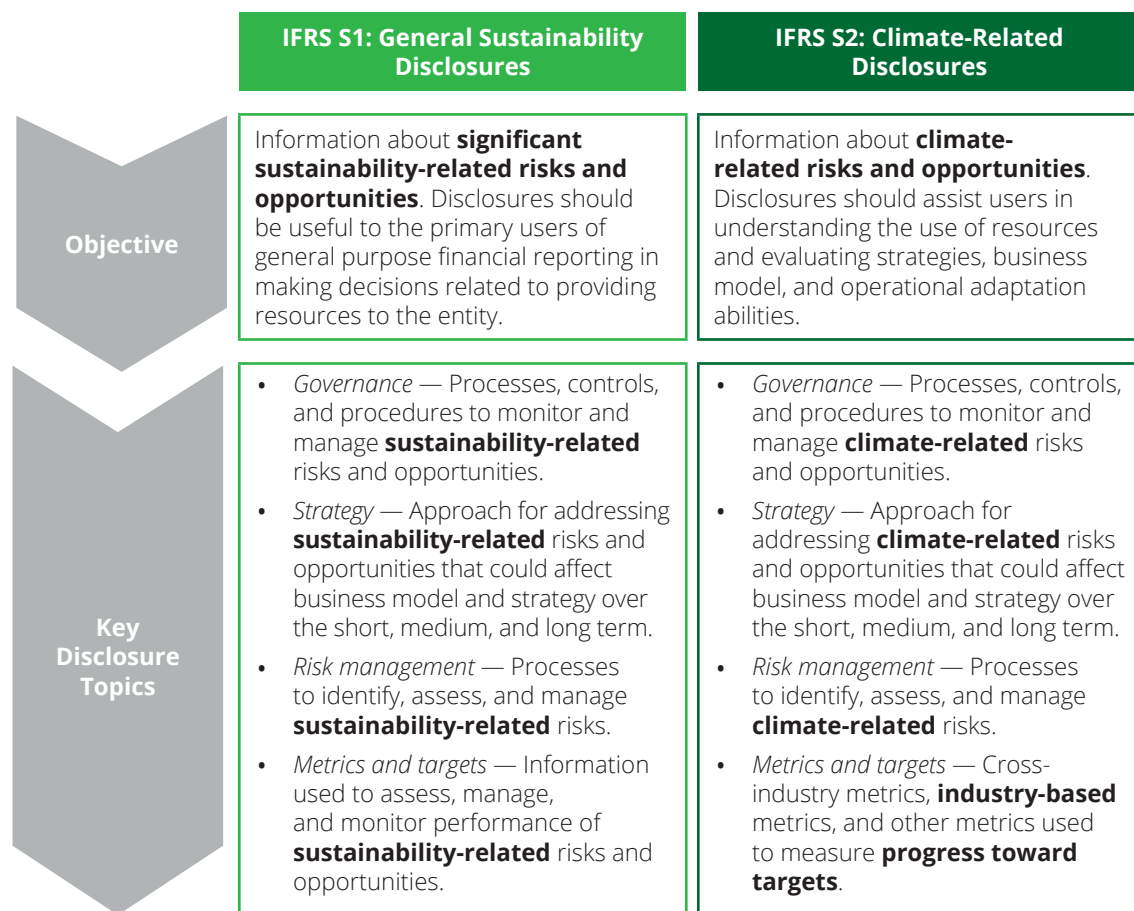 IFRS S1: General Sustainability
Disclosures
IFRS S2: Climate-Related
Disclosures
Objective
Information about significant
sustainability-related risks and
opportunities. Disclosures should
be useful to the primary users of
general purpose financial reporting in
making decisions related to providing
resources to the entity.
Information about climate-
related risks and opportunities.
Disclosures should assist users in
understanding the use of resources
and evaluating strategies, business
model, and operational adaptation
abilities.
Key
Disclosure
Topics
• Governance — Processes, controls,
and procedures to monitor and
manage sustainability-related
risks and opportunities.
• Strategy — Approach for addressing
sustainability-related risks and
opportunities that could affect
business model and strategy over
the short, medium, and long term.
• Risk management — Processes
to identify, assess, and manage
sustainability-related risks.
• Metrics and targets — Information
used to assess, manage,
and monitor performance of
sustainability-related risks and
opportunities.
• Governance — Processes, controls,
and procedures to monitor and
manage climate-related risks
and opportunities.
• Strategy — Approach for
addressing climate-related risks
and opportunities that could affect
business model and strategy over
the short, medium, and long term.
• Risk management — Processes
to identify, assess, and manage
climate-related risks.
• Metrics and targets — Cross-
industry metrics, industry-based
metrics, and other metrics used
to measure progress toward
targets.